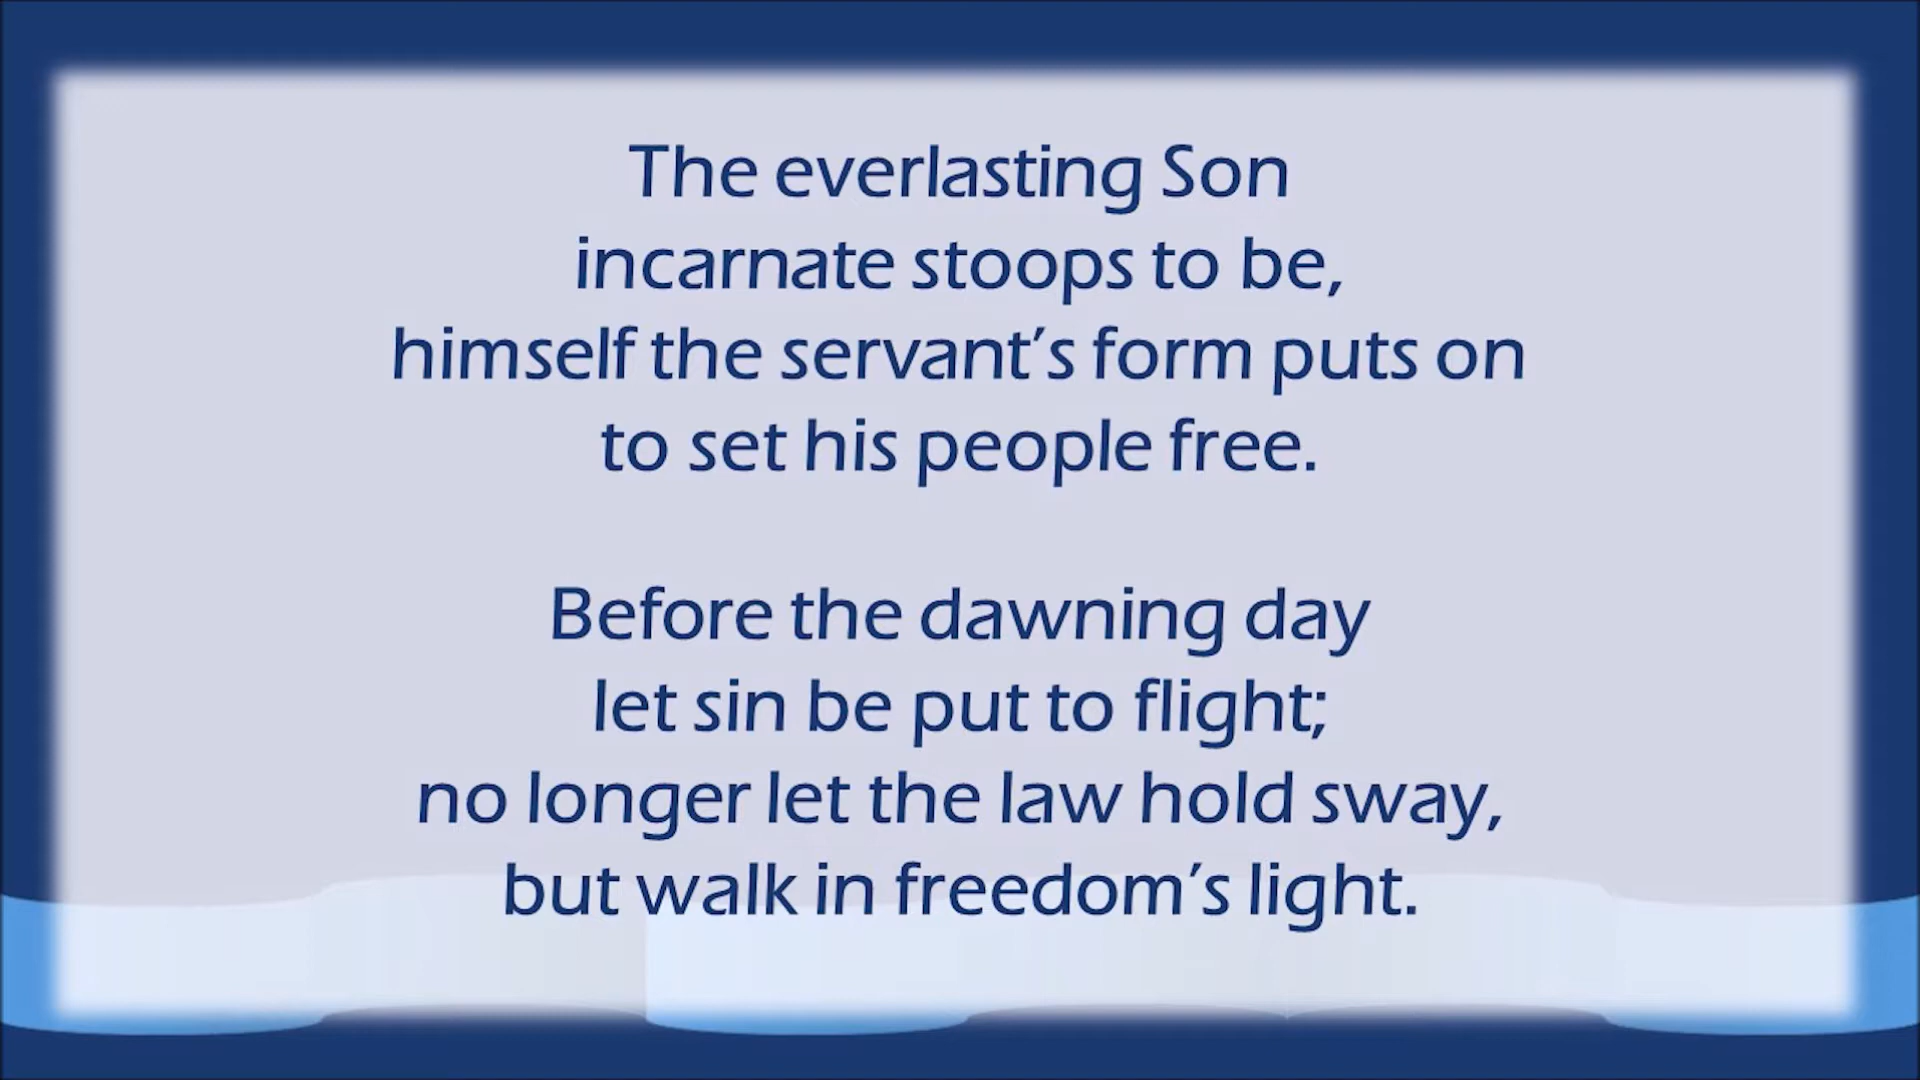 The everlasting Son
incarnate stoops to be,
himself the servant’s form puts on
to set his people free.
Before the dawning day
let sin be put to flight;
no longer let the law hold sway,
but walk in freedom’s light.